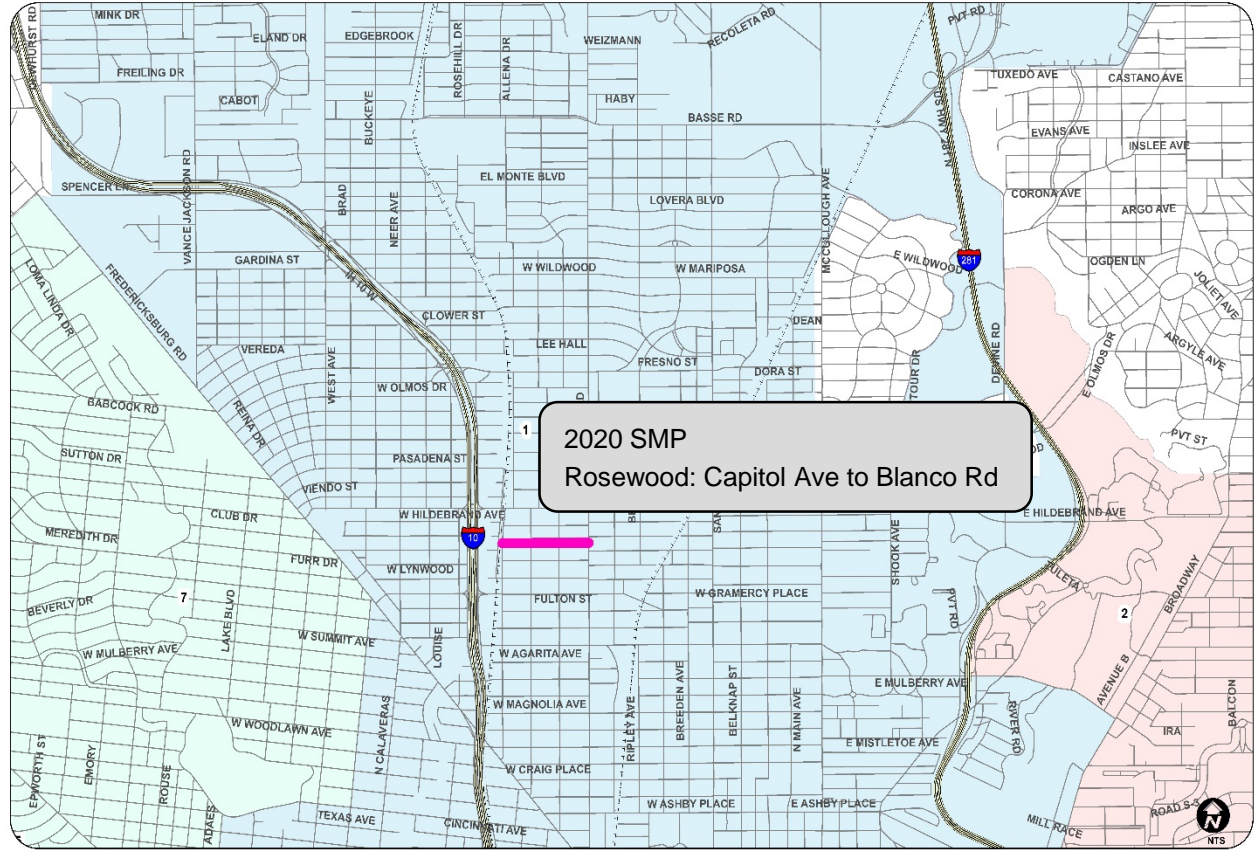 MINK DR
ELAND DR
EDGEBROOK
ROSEHILL DR
ALLENA DR
WEIZMANN
RECOLETA RD
PVT RD
FREILING DR
CABOT
BUCKEYE
HABY
BASSE RD
US HWY 281 N
TUXEDO AVE
CASTANO AVE
EVANS AVE
INSLEE AVE
SPENCER LN
VANCE JACKSON RD
BRAD
NEER AVE
EL MONTE BLVD
LOVERA BLVD
MCCULLOUGH AVE
CORONA AVE
ARGO AVE
LOMA LINDA DR
FREDERICKSBURG RD
GARDINA ST
IH 10 W
W WILDWOOD
W MARIPOSA
E WILDWOOD
281
OGDEN LN
JOLIET AVE
CLOWER ST
DEAN
VEREDA
WEST AVE
LEE HALL
FRESNO ST
DORA ST
TOUR DR
DEVINE RD
E OLMOS DR
ARGYLE AVE
W OLMOS DR
REINA DR
BABCOCK RD
1
2020 SMP
Rosewood: Capitol Ave to Blanco Rd
PVT ST
SUTTON DR
PASADENA ST
VIENDO ST
CLUB DR
W HILDEBRAND AVE
E HILDEBRAND AVE
10
MEREDITH DR
FURR DR
W LYNWOOD
SHOOK AVE
BROADWAY
BEVERLY DR
7
LAKE BLVD
FULTON ST
W GRAMERCY PLACE
PVT RD
2
W SUMMIT AVE
LOUISE
W MULBERRY AVE
W AGARITA AVE
E MULBERRY AVE
AVENUE B
W MAGNOLIA AVE
RIPLEY AVE
BREEDEN AVE
BELKNAP ST
N MAIN AVE
RIVER RD
BALCON
N CALAVERAS
W WOODLAWN AVE
E MISTLETOE AVE
IRA
EPWORTH ST
EMORY
ROUSE
W CRAIG PLACE
W ASHBY PLACE
E ASHBY PLACE
ROAD S-3
ADAES
TEXAS AVE
CINCINNATI AVE
MILL RACE
N
NTS